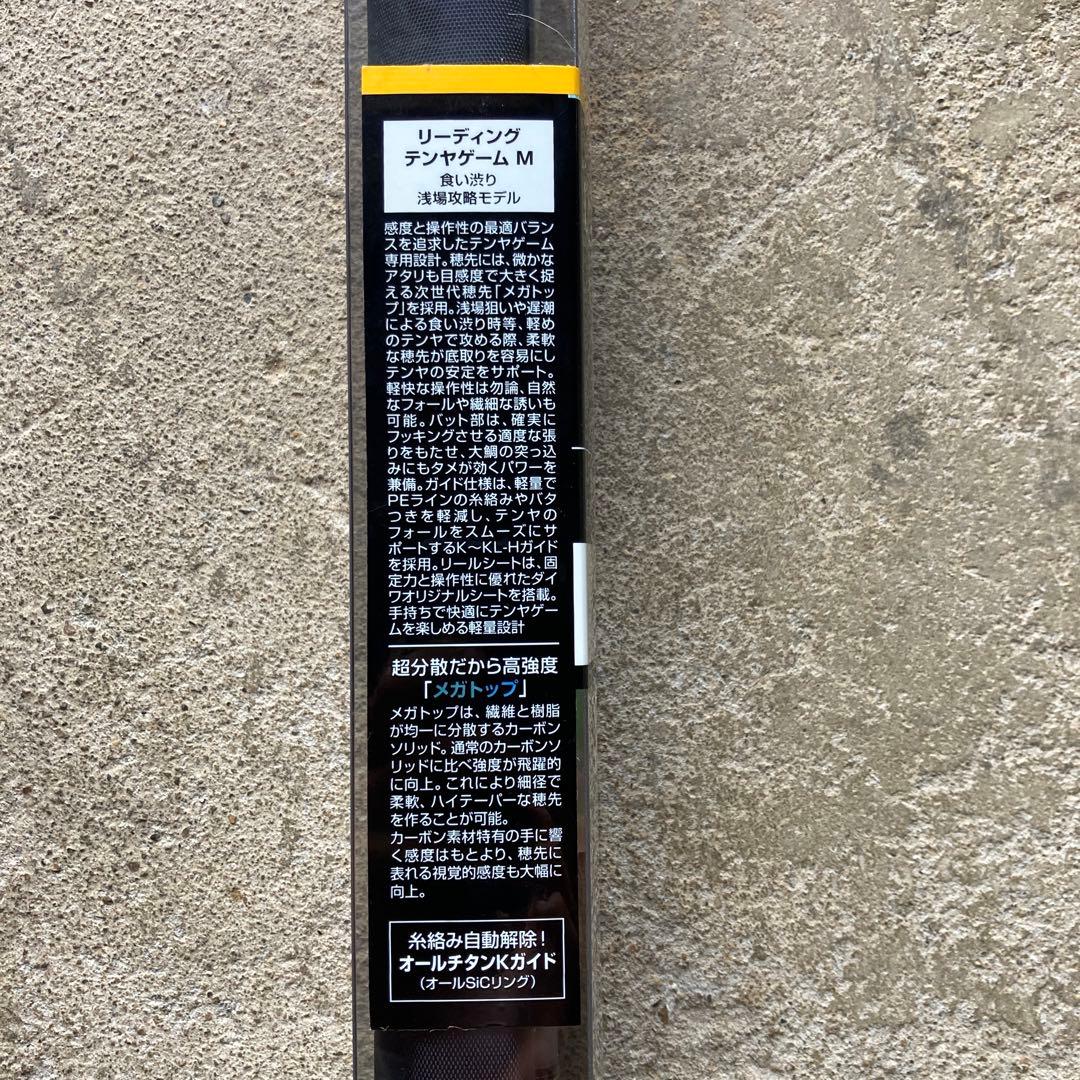 リーディング
テンヤゲーム M
食い渋り
浅場攻略モデル
感度と操作性の最適バラン
スを追求したテンヤゲーム
専用設計。穂先には、微かな
アタリも目感度で大きく捉
える次世代穂先「メガトッ
プ」を採用。浅場狙いや遅潮
による食い渋り時等、軽め
のテンヤで攻める際、柔軟
な穂先が底取りを容易にし
テンヤの安定をサポート。
軽快な操作性は勿論、自然
なフォールや繊細な誘いも
可能。バット部は、確実に
フッキングさせる適度な張
りをもたせ、大鯛の突っ込
みにもタメが効くパワーを
兼備。ガイド仕様は、軽量で
PEラインの糸絡みやバタ
つきを軽減し、テンヤの
フォールをスムーズにサ
ポートするK〜KL-Hガイド
を採用。リールシートは、固
定力と操作性に優れたダイ
ワオリジナルシートを搭載。
手持ちで快適にテンヤゲー
ムを楽しめる軽量設計
超分散だから高強度
「メガトップ」
メガトップは、繊維と樹脂
が均一に分散するカーボン
ソリッド。通常のカーボンソ
リッドに比べ強度が飛躍的
に向上。これにより細径で
柔軟、ハイテーパーな穂先
を作ることが可能。
カーボン素材特有の手に響
く感度はもとより、穂先に
表れる視覚的感度も大幅に
向上。
糸絡み自動解除!
オールチタンKガイド
(オールSiCリング)